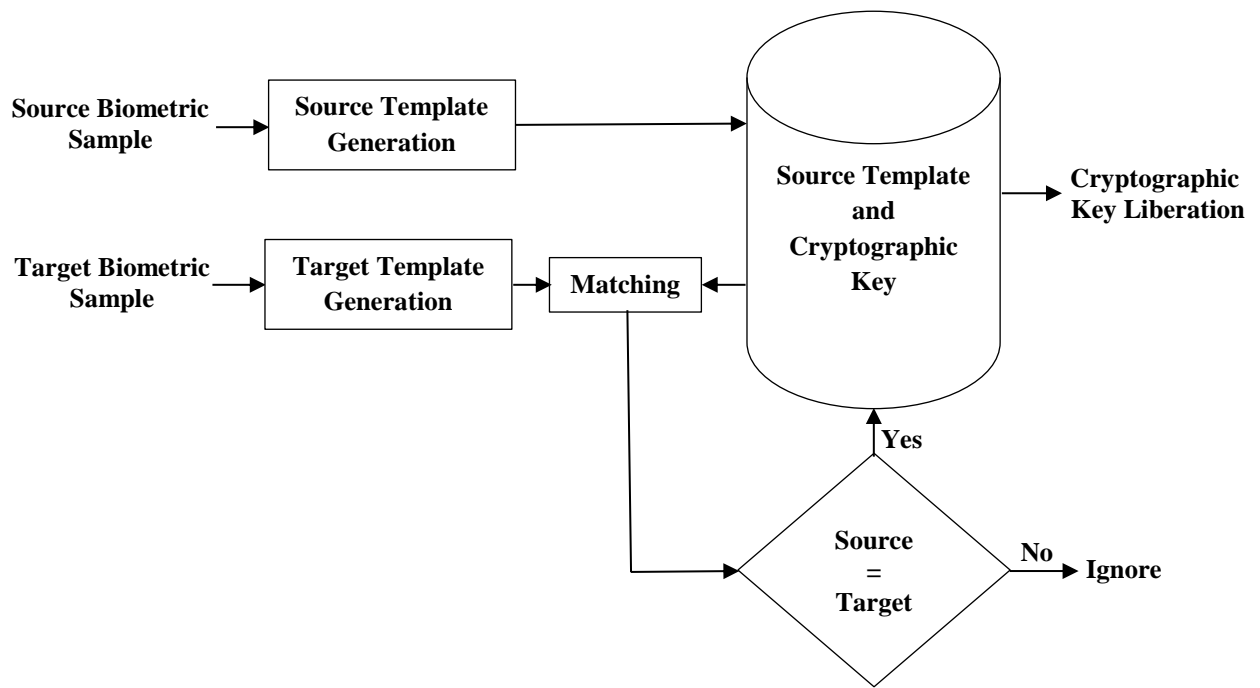 Source Biometric
Sample
Source Template
Generation
Source Template
and
Cryptographic
Key
Cryptographic
Key Liberation
Target Biometric
Sample
Target Template
Generation
Matching
Yes
Source
=
Target
No
Ignore